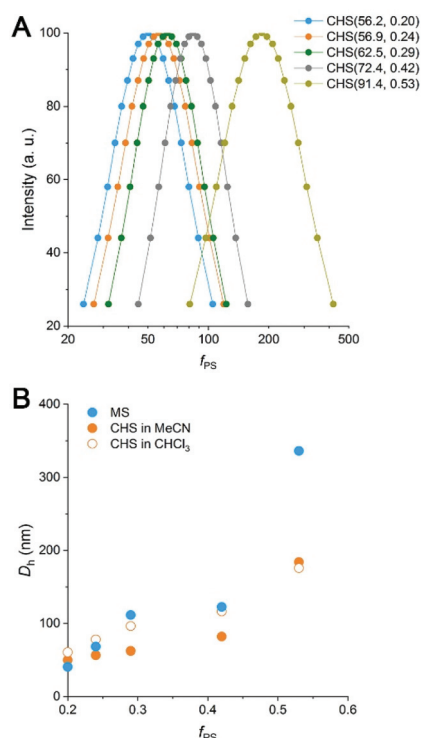 A
CHS(56.2, 0.20)
CHS(56.9, 0.24)
CHS(62.5, 0.29)
CHS(72.4, 0.42)
CHS(91.4, 0.53)
100
80
60
40
20
Intensity (a. u.)
20 50 100 200 500
fPS
B
MS
CHS in MeCN
CHS in CHCl3
400
300
200
100
0
Dh (nm)
0.2 0.3 0.4 0.5 0.6
fPS